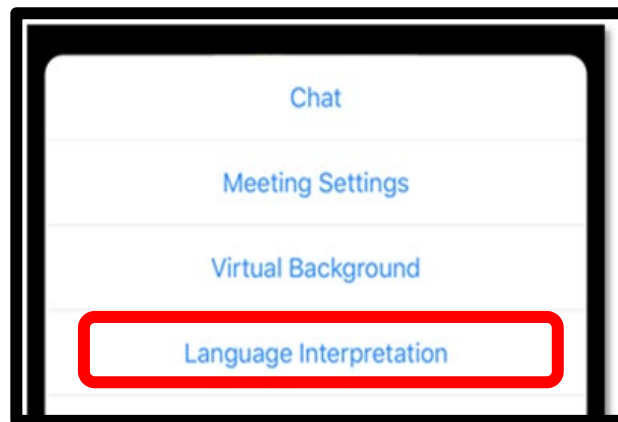 Chat
Meeting Settings
Virtual Background
Language Interpretation